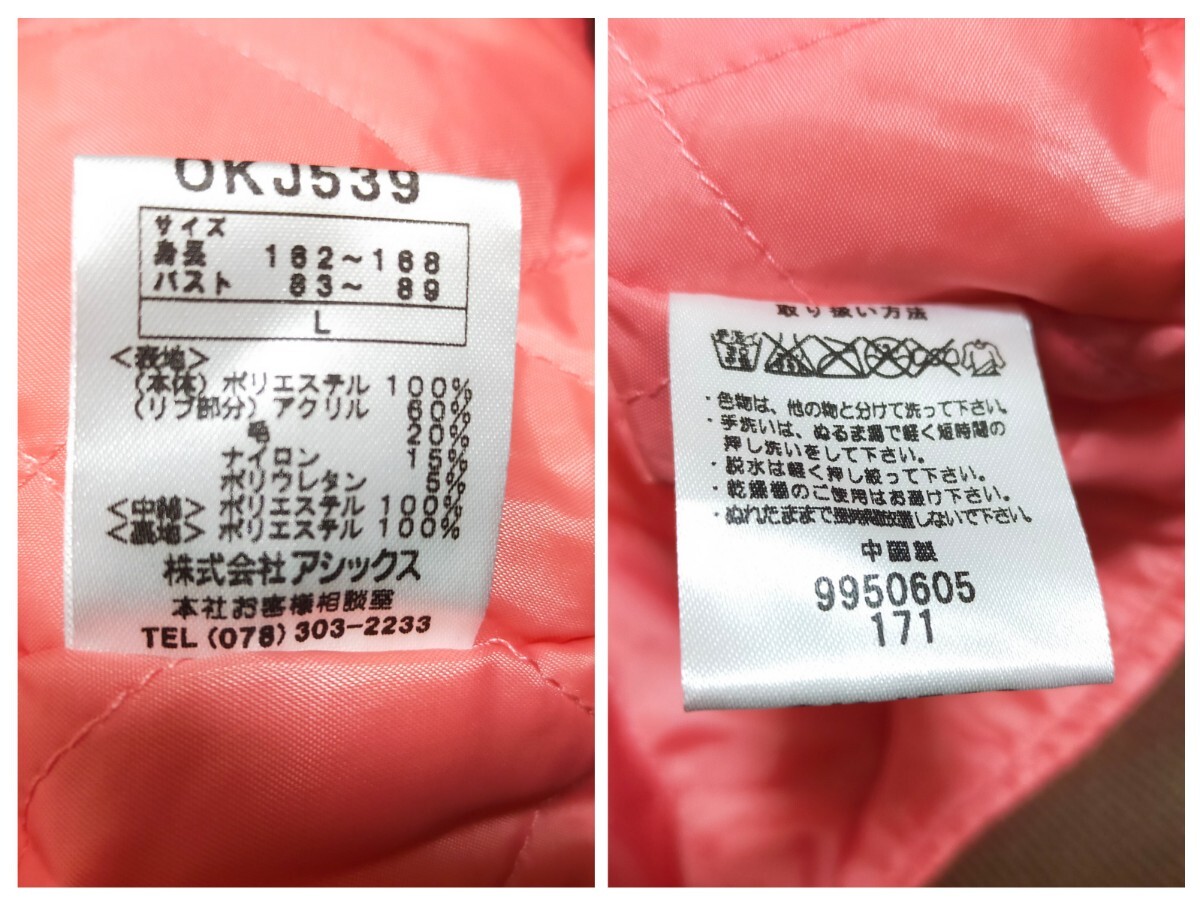 OKJ539
サイズ
身長 162～168
バスト 83～ 89
L
<表地>
(本体)ポリエステル 100%
(リブ部分)アクリル 60%
毛 20%
ナイロン 15%
ポリウレタン 5%
<中綿>ポリエステル 100%
<裏地>ポリエステル 100%
株式会社アシックス
本社お客様相談室
TEL(078)303-2233
取り扱い方法
・色物は、他の物と分けて洗って下さい。
・手洗いは、ぬるま湯で軽く短時間の
押し洗いをして下さい。
・脱水は軽く押し絞って下さい。
・乾燥機のご使用はお避け下さい。
・ぬれたままで長時間放置しないで下さい。
中国製
9950605
171